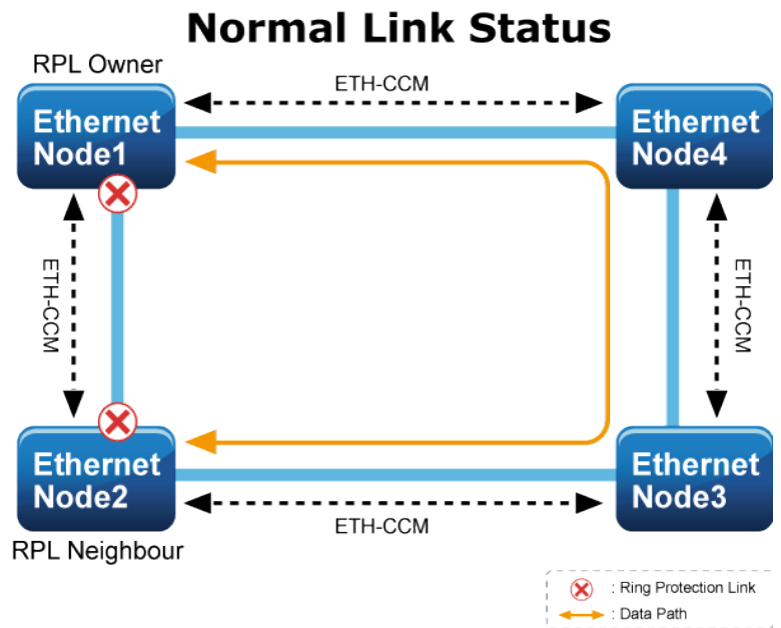 Normal Link Status
RPL Owner
ETH-CCM
Ethernet
Node1
Ethernet
Node4
ETH-CCM
ETH-CCM
Ethernet
Node2
Ethernet
Node3
ETH-CCM
RPL Neighbour
: Ring Protection Link
: Data Path